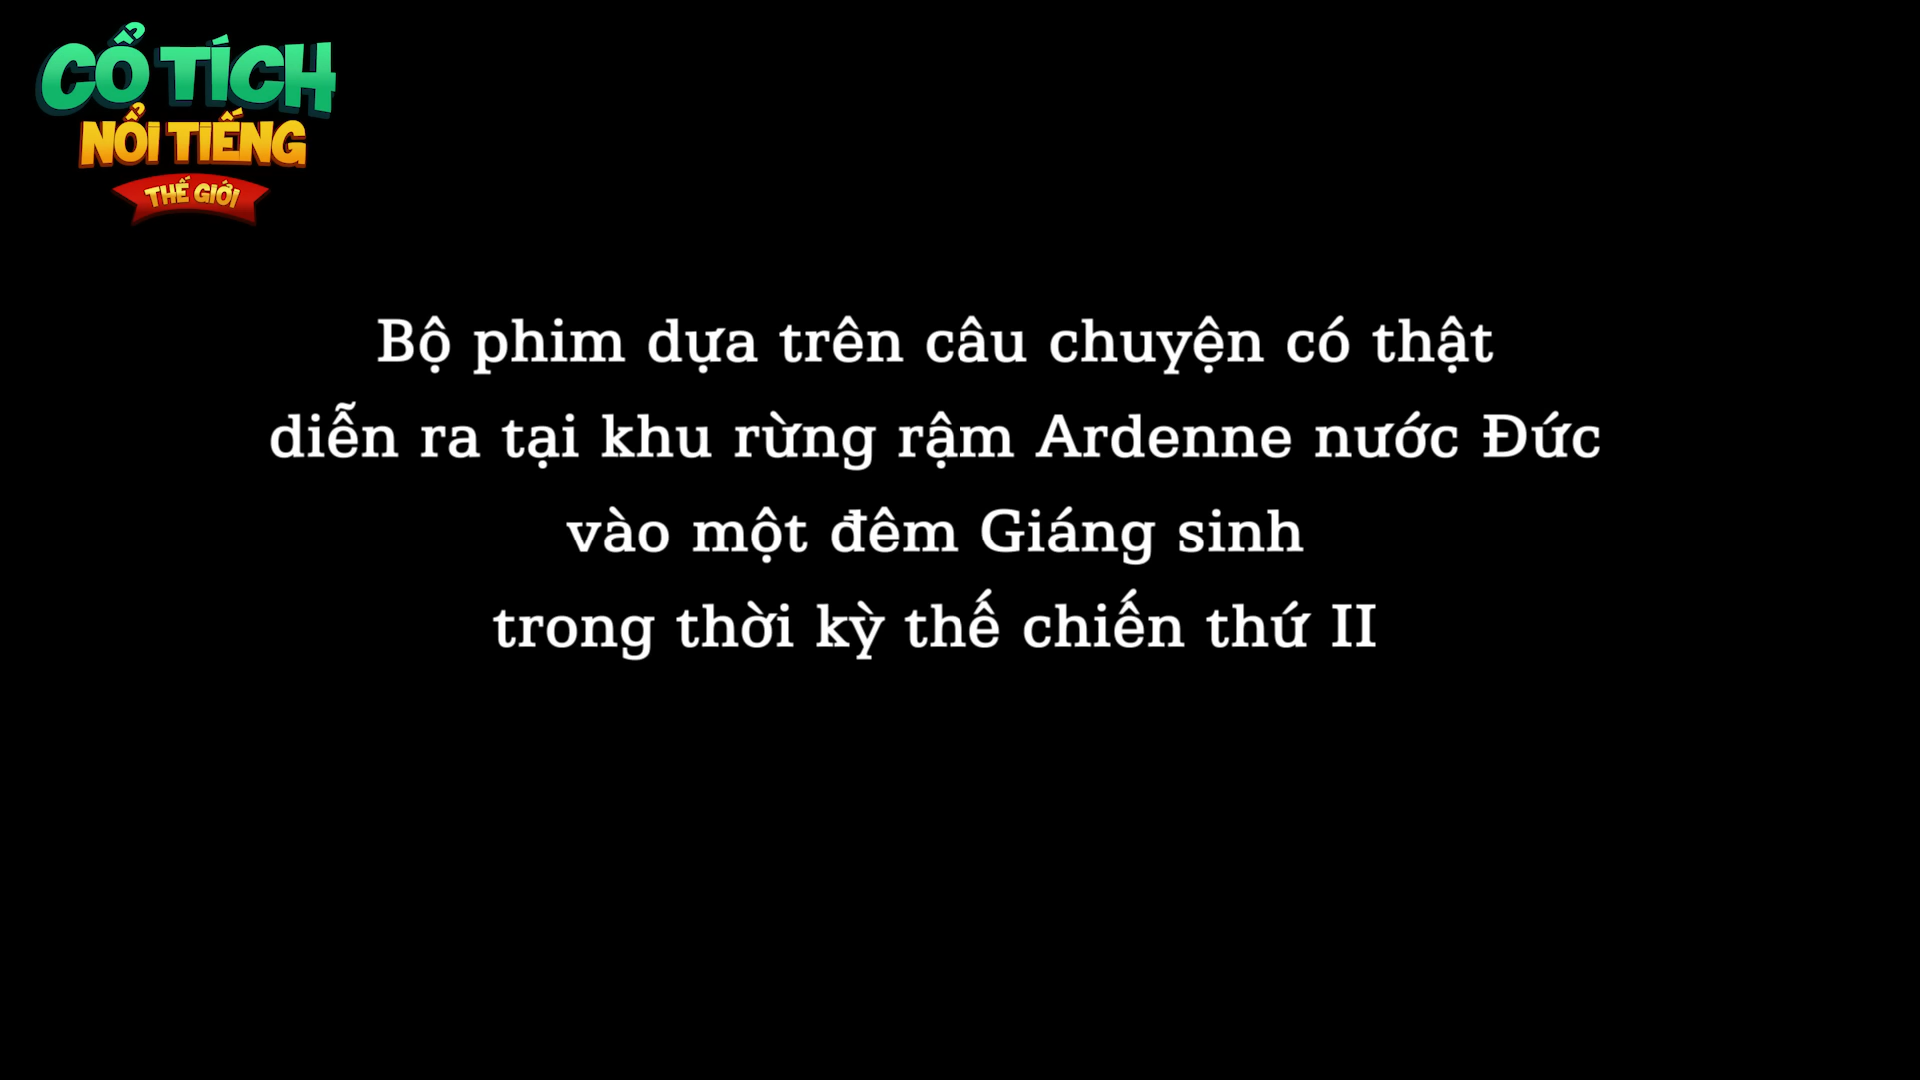 CỔ TÍCH
NỔI TIẾNG
THẾ GIỚI
Bộ phim dựa trên câu chuyện có thật
diễn ra tại khu rừng rậm Ardenne nước Đức
vào một đêm Giáng sinh
trong thời kỳ thế chiến thứ II